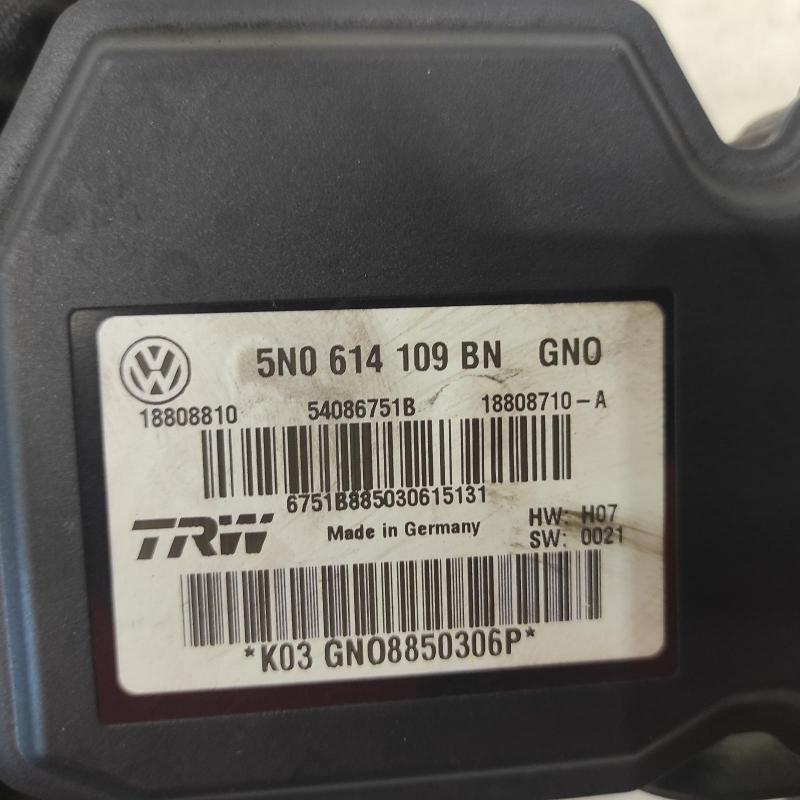 5N0 614 109 BN GNO
18808810 54086751B 18808710-A
6751B885030615131
TRW Made in Germany HW: H07
SW: 0021
*K03 GNO8850306P*